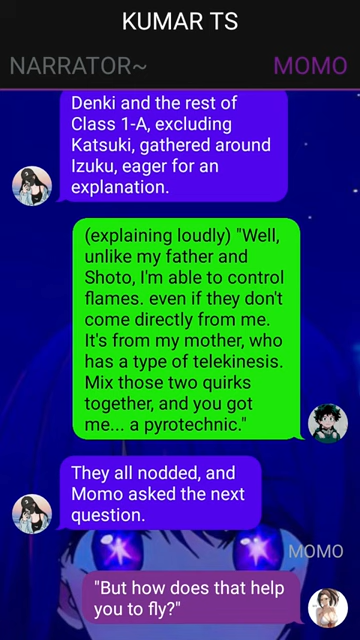 KUMAR TS
NARRATOR~ MOMO
Denki and the rest of
Class 1-A, excluding
Katsuki, gathered around
Izuku, eager for an
explanation.
(explaining loudly) "Well,
unlike my father and
Shoto, I'm able to control
flames. even if they don't
come directly from me.
It's from my mother, who
has a type of telekinesis.
Mix those two quirks
together, and you got
me... a pyrotechnic."
They all nodded, and
Momo asked the next
question.
MOMO
"But how does that help
you to fly?"